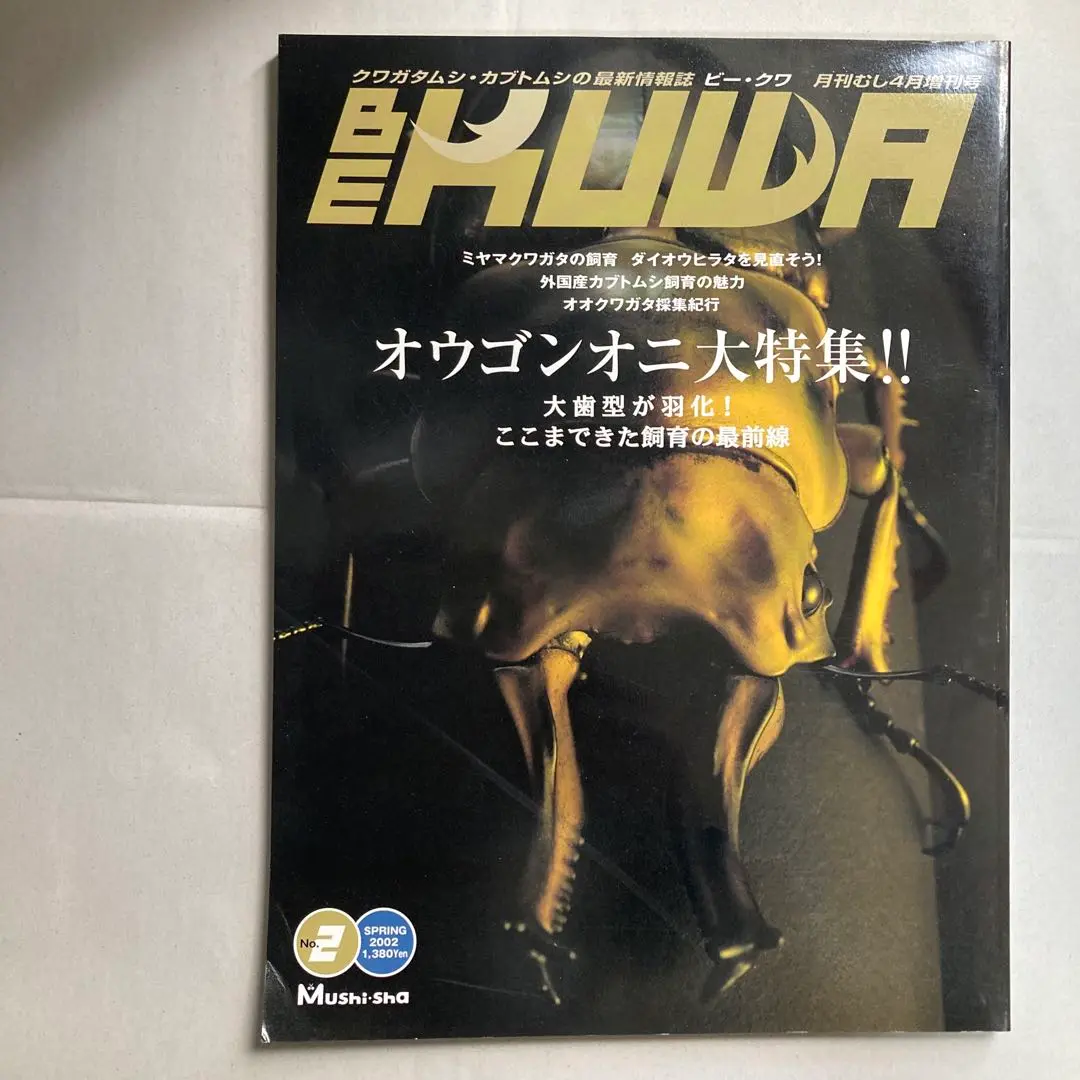 クワガタムシ・カブトムシの最新情報誌 ビー・クワ 月刊むし4月増刊号
BE KUWA
ミヤマクワガタの飼育 ダイオウヒラタを見直そう!
外国産カブトムシ飼育の魅力
オオクワガタ採集紀行
オウゴンオニ大特集!!
大歯型が羽化!
ここまできた飼育の最前線
No.2
SPRING
2002
1,380Yen
Mushi-sha